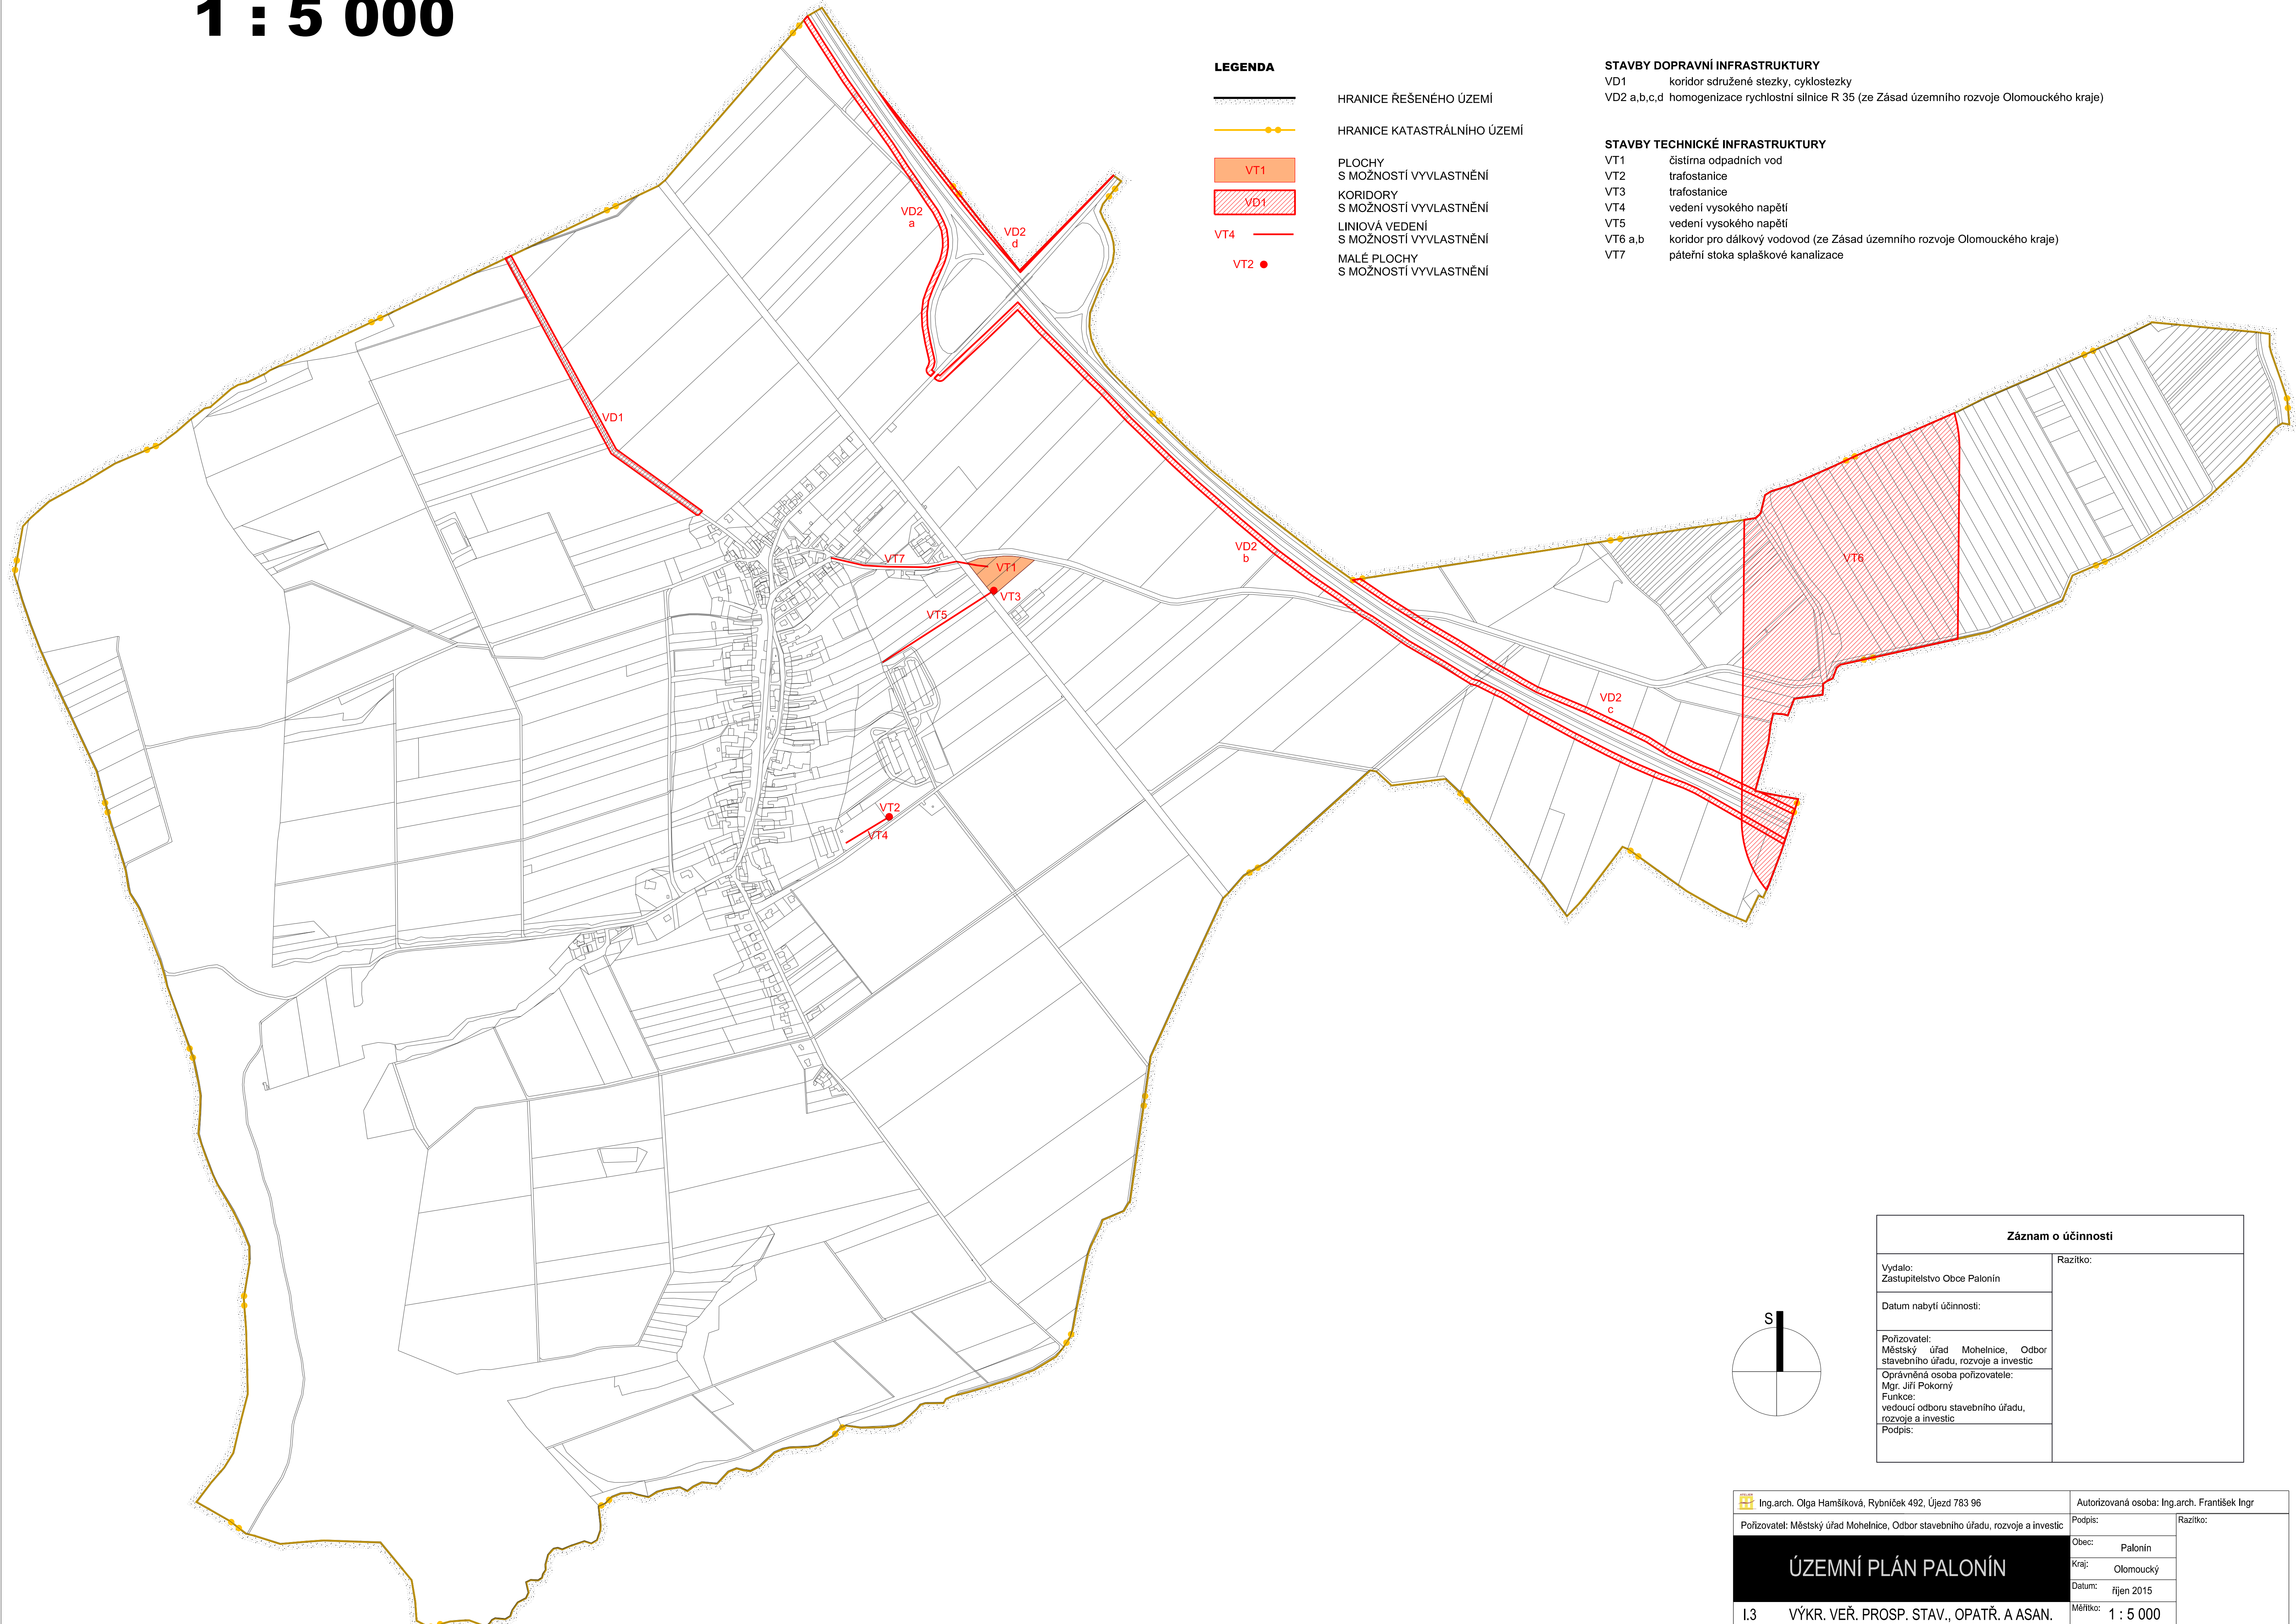 1 : 5 000
LEGENDA
HRANICE ŘEŠENÉHO ÚZEMÍ
HRANICE KATASTRÁLNÍHO ÚZEMÍ
VT1
PLOCHY
S MOŽNOSTÍ VYVLASTNĚNÍ
VD1
KORIDORY
S MOŽNOSTÍ VYVLASTNĚNÍ
VT4
LINIOVÁ VEDENÍ
S MOŽNOSTÍ VYVLASTNĚNÍ
VT2
MALÉ PLOCHY
S MOŽNOSTÍ VYVLASTNĚNÍ
STAVBY DOPRAVNÍ INFRASTRUKTURY
VD1 koridor sdružené stezky, cyklostezky
VD2 a,b,c,d homogenizace rychlostní silnice R 35 (ze Zásad územního rozvoje Olomouckého kraje)
STAVBY TECHNICKÉ INFRASTRUKTURY
VT1 čistírna odpadních vod
VT2 trafostanice
VT3 trafostanice
VT4 vedení vysokého napětí
VT5 vedení vysokého napětí
VT6 a,b koridor pro dálkový vodovod (ze Zásad územního rozvoje Olomouckého kraje)
VT7 páteřní stoka splaškové kanalizace
VD2
a
VD2
d
VD1
VD2
b
VT7
VT1
VT3
VT5
VT6
VD2
c
VT2
VT4
S
Záznam o účinnosti
Vydalo:
Zastupitelstvo Obce Palonín
Razítko:
Datum nabytí účinnosti:
Pořizovatel:
Městský úřad Mohelnice, Odbor
stavebního úřadu, rozvoje a investic
Oprávněná osoba pořizovatele:
Mgr. Jiří Pokorný
Funkce:
vedoucí odboru stavebního úřadu,
rozvoje a investic
Podpis:
Ing.arch. Olga Hamšíková, Rybníček 492, Újezd 783 96
Autorizovaná osoba: Ing.arch. František Ingr
Pořizovatel: Městský úřad Mohelnice, Odbor stavebního úřadu, rozvoje a investic
Podpis:
Razítko:
ÚZEMNÍ PLÁN PALONÍN
Obec: Palonín
Kraj: Olomoucký
Datum: říjen 2015
I.3 VÝKR. VEŘ. PROSP. STAV., OPATŘ. A ASAN.
Měřítko: 1 : 5 000